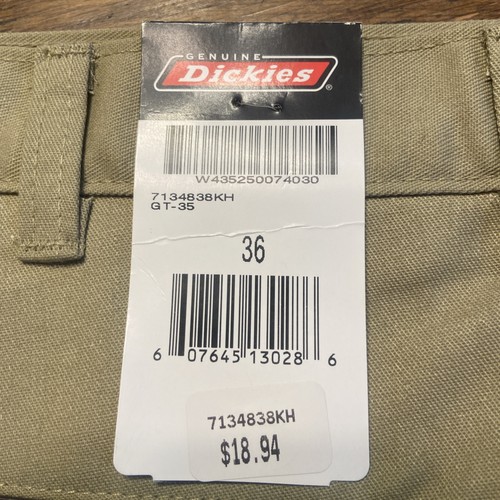 GENUINE
Dickies®
W435250074030
7134838KH
GT-35
36
6 07645 13028 6
7134838KH
$18.94